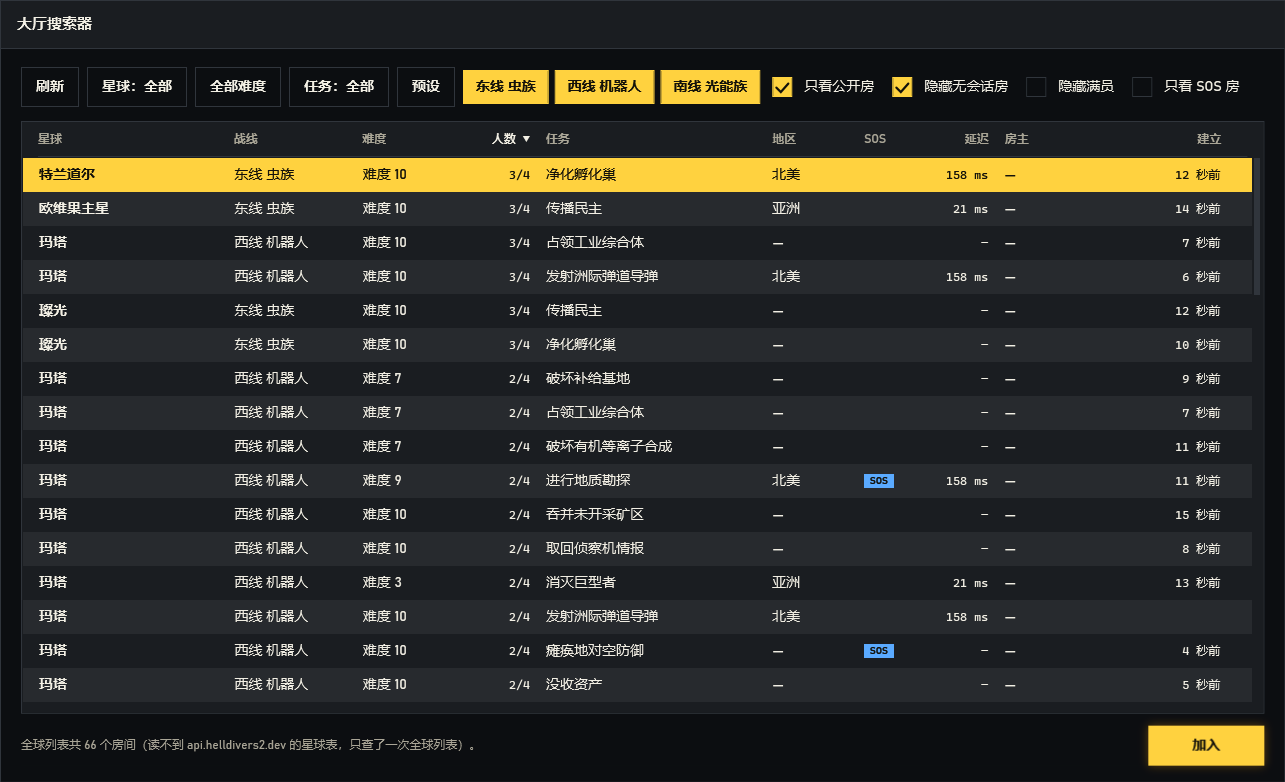 大厅搜索器
刷新 星球：全部 全部难度 任务：全部 预设 东线 虫族 西线 机器人 南线 光能族 只看公开房 隐藏无会话房 隐藏满员 只看 SOS 房
星球 战线 难度 人数 ▼ 任务 地区 SOS 延迟 房主 建立
特兰道尔 东线 虫族 难度 10 3/4 净化孵化巢 北美 158 ms — 12 秒前
欧维果主星 东线 虫族 难度 10 3/4 传播民主 亚洲 21 ms — 14 秒前
玛塔 西线 机器人 难度 10 3/4 占领工业综合体 — – — 7 秒前
玛塔 西线 机器人 难度 10 3/4 发射洲际弹道导弹 北美 158 ms — 6 秒前
璨光 东线 虫族 难度 10 3/4 传播民主 — – — 12 秒前
璨光 东线 虫族 难度 10 3/4 净化孵化巢 — – — 10 秒前
玛塔 西线 机器人 难度 7 2/4 破坏补给基地 — – — 9 秒前
玛塔 西线 机器人 难度 7 2/4 占领工业综合体 — – — 7 秒前
玛塔 西线 机器人 难度 7 2/4 破坏有机等离子合成 — – — 11 秒前
玛塔 西线 机器人 难度 9 2/4 进行地质勘探 北美 SOS 158 ms — 11 秒前
玛塔 西线 机器人 难度 10 2/4 吞并未开采矿区 — – — 15 秒前
玛塔 西线 机器人 难度 10 2/4 取回侦察机情报 — – — 8 秒前
玛塔 西线 机器人 难度 3 2/4 消灭巨型者 亚洲 21 ms — 13 秒前
玛塔 西线 机器人 难度 10 2/4 发射洲际弹道导弹 北美 158 ms —
玛塔 西线 机器人 难度 10 2/4 瘫痪地对空防御 — SOS – — 4 秒前
玛塔 西线 机器人 难度 10 2/4 没收资产 — – — 5 秒前
全球列表共 66 个房间（读不到 api.helldivers2.dev 的星球表，只查了一次全球列表）。
加入